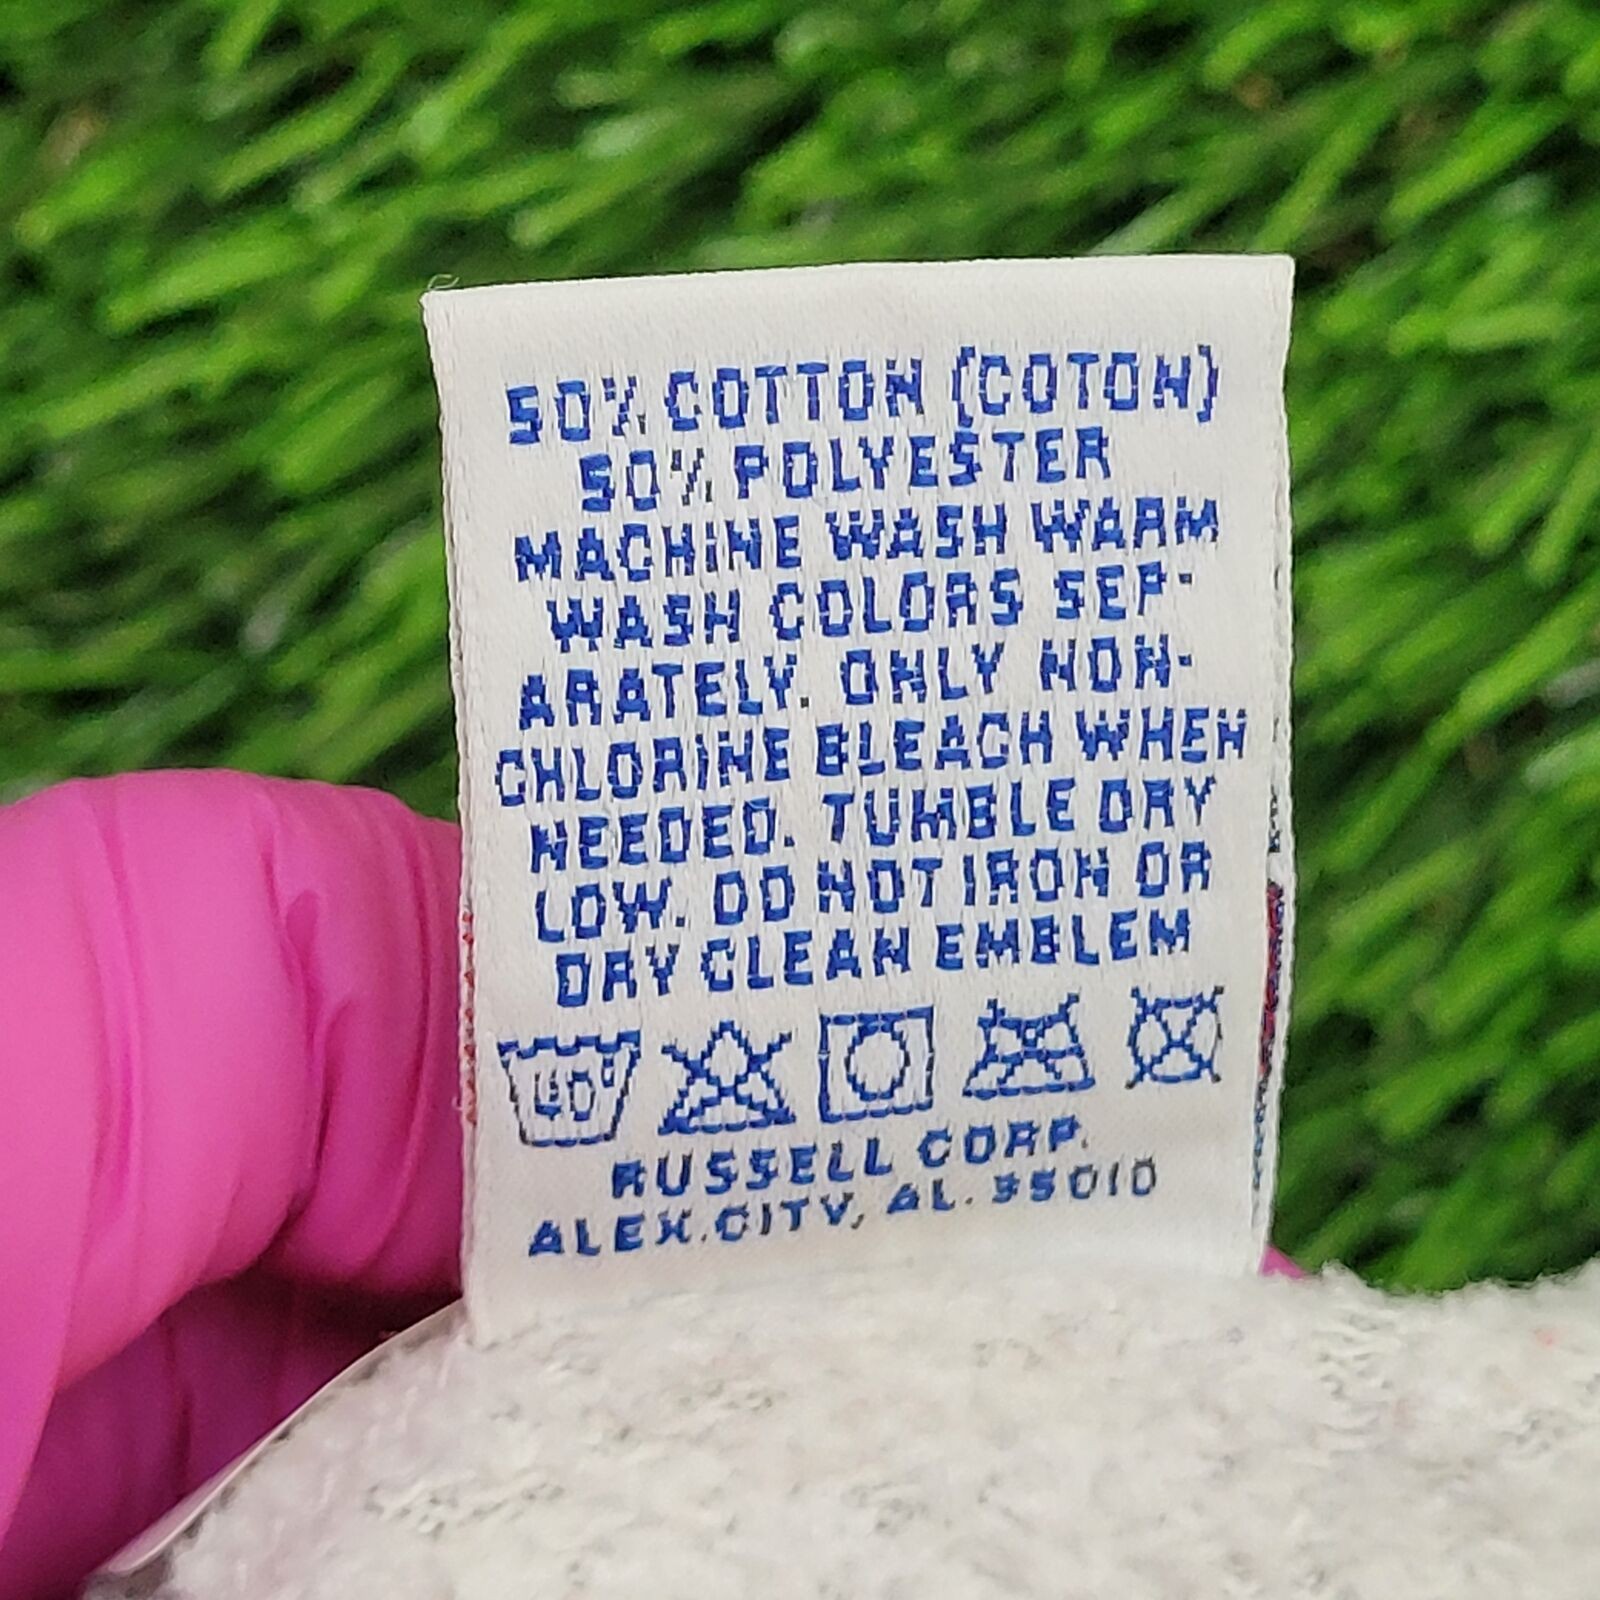 50% COTTON (COTON)
50% POLYESTER
MACHINE WASH WARM
WASH COLORS SEP-
ARATELY. ONLY NON-
CHLORINE BLEACH WHEN
NEEDED. TUMBLE DRY
LOW. DO NOT IRON OR
DRY CLEAN EMBLEM
40°
RUSSELL CORP.
ALEX.CITY, AL. 35010